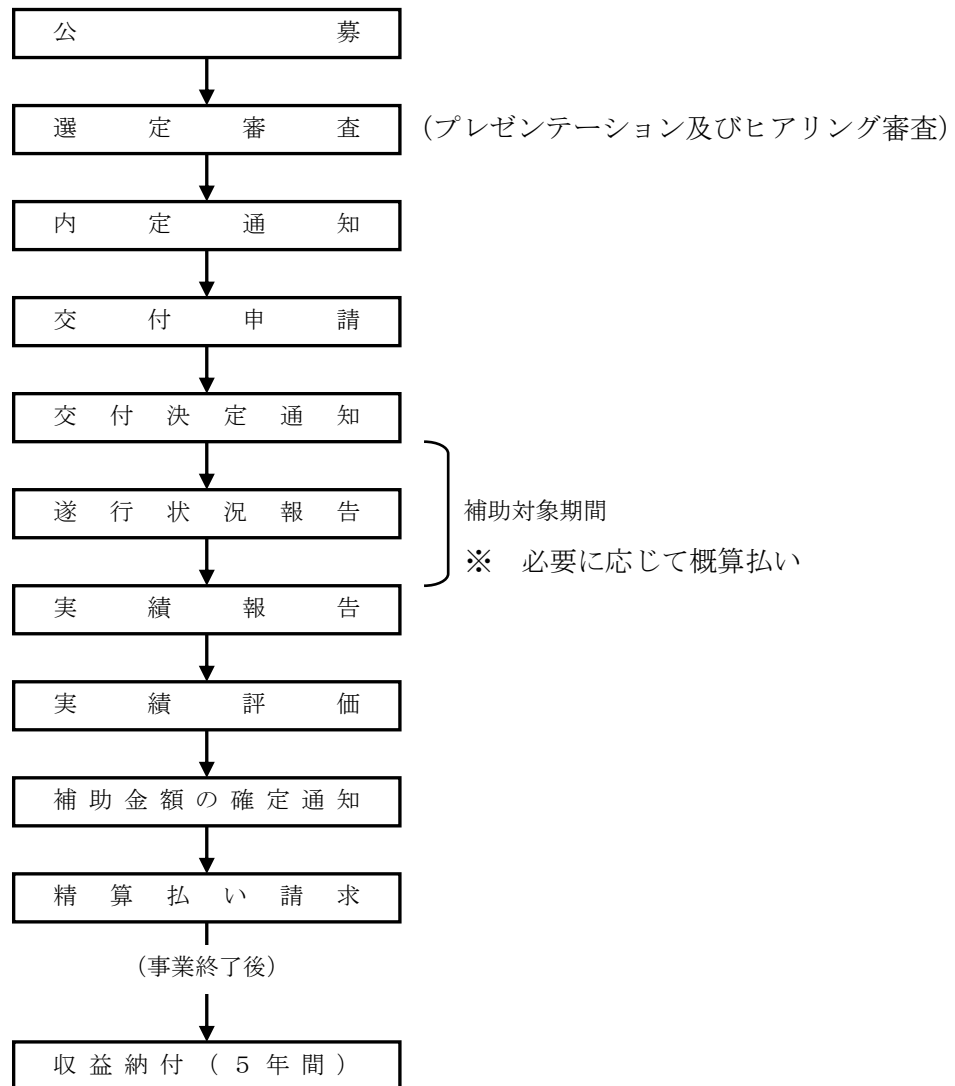 公募
選定審査 (プレゼンテーション及びヒアリング審査)
内定通知
交付申請
交付決定通知
遂行状況報告 補助対象期間
※ 必要に応じて概算払い
実績報告
実績評価
補助金額の確定通知
精算払い請求
(事業終了後)
収益納付(5年間)